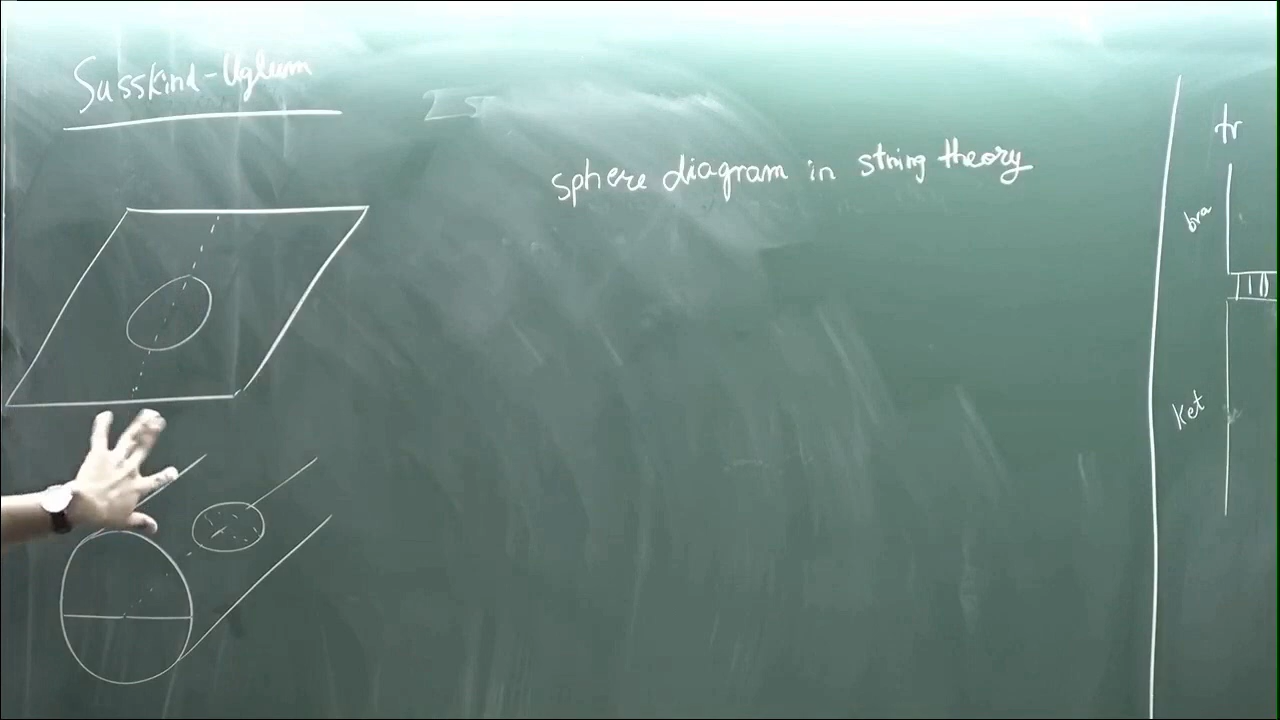 Susskind-Uglum
sphere diagram in string theory
tr
bra
ket